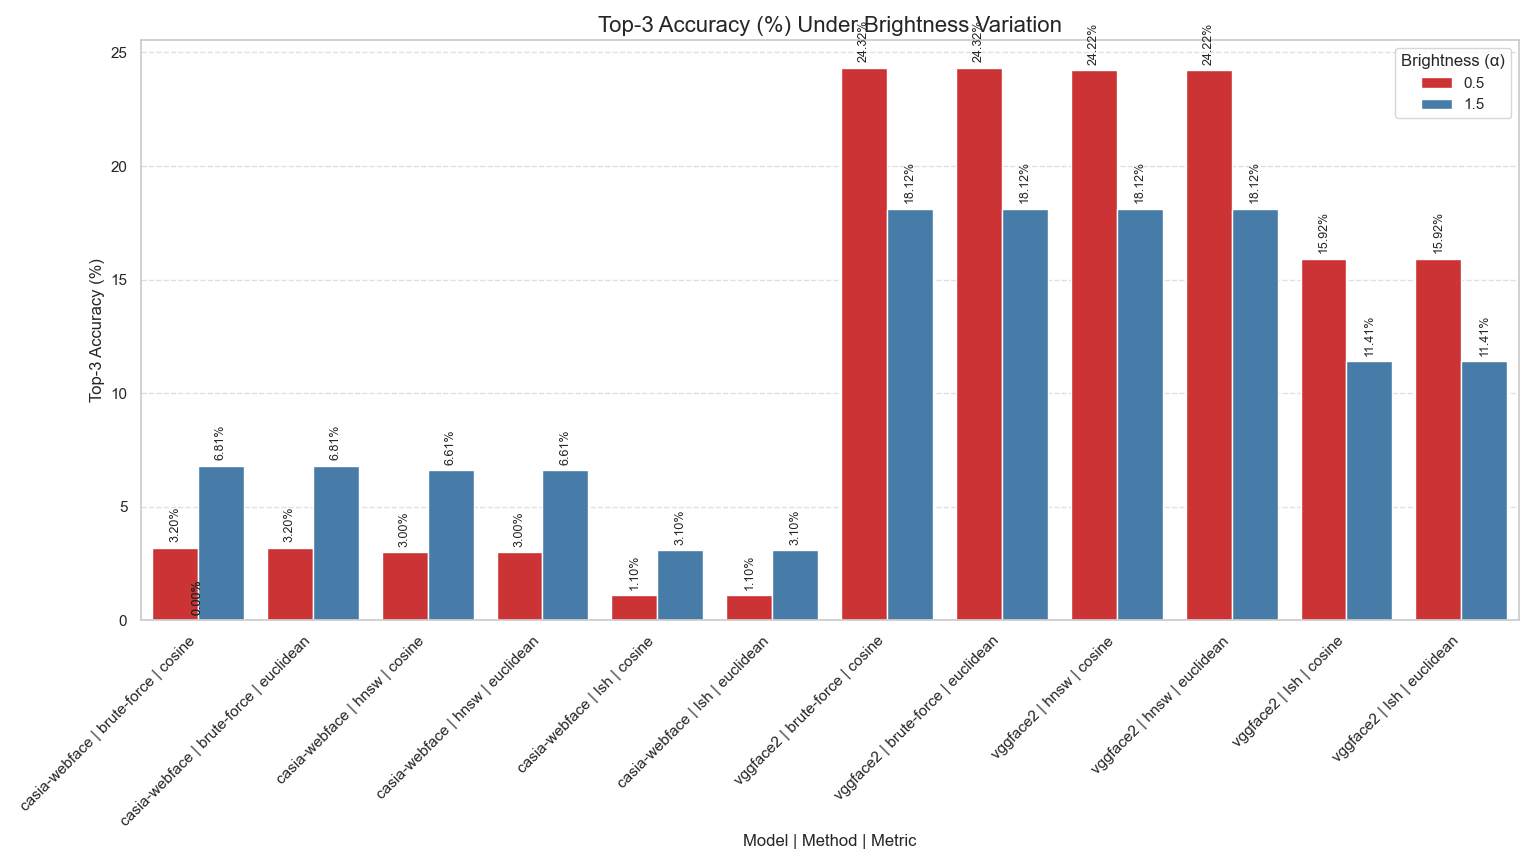 Top-3 Accuracy (%) Under Brightness Variation
Brightness (α)
0.5
1.5
Top-3 Accuracy (%)
25
20
15
10
5
0
3.20%
0.00%
6.81%
3.20%
6.81%
3.00%
6.61%
3.00%
6.61%
1.10%
3.10%
1.10%
3.10%
24.32%
18.12%
24.32%
18.12%
24.22%
18.12%
24.22%
18.12%
15.92%
11.41%
15.92%
11.41%
casia-webface | brute-force | cosine
casia-webface | brute-force | euclidean
casia-webface | hnsw | cosine
casia-webface | hnsw | euclidean
casia-webface | lsh | cosine
casia-webface | lsh | euclidean
vggface2 | brute-force | cosine
vggface2 | brute-force | euclidean
vggface2 | hnsw | cosine
vggface2 | hnsw | euclidean
vggface2 | lsh | cosine
vggface2 | lsh | euclidean
Model | Method | Metric